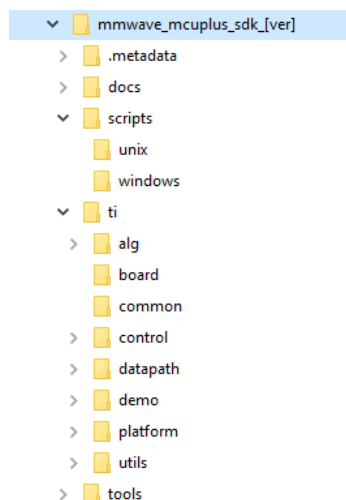 mmwave_mcuplus_sdk_[ver]
.metadata
docs
scripts
unix
windows
ti
alg
board
common
control
datapath
demo
platform
utils
tools